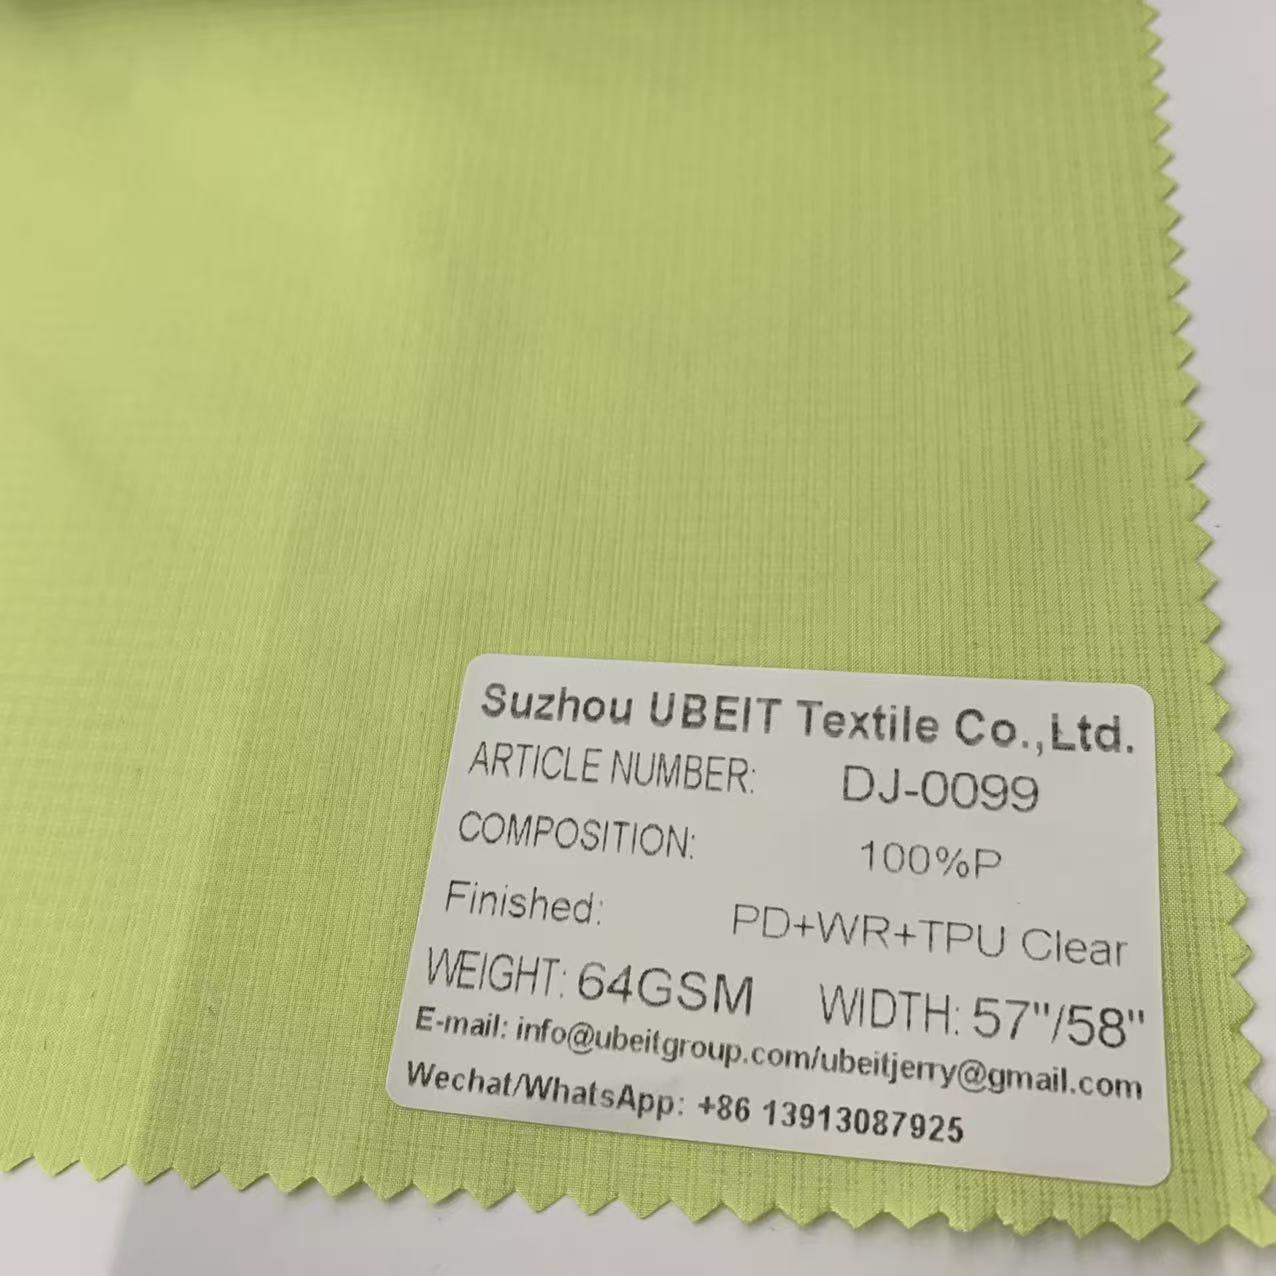 Suzhou UBEIT Textile Co.,Ltd.
ARTICLE NUMBER: DJ-0099
COMPOSITION: 100%P
Finished: PD+WR+TPU Clear
WEIGHT: 64GSM WIDTH: 57"/58"
E-mail: info@ubeitgroup.com/ubeitjerry@gmail.com
Wechat/WhatsApp: +86 13913087925